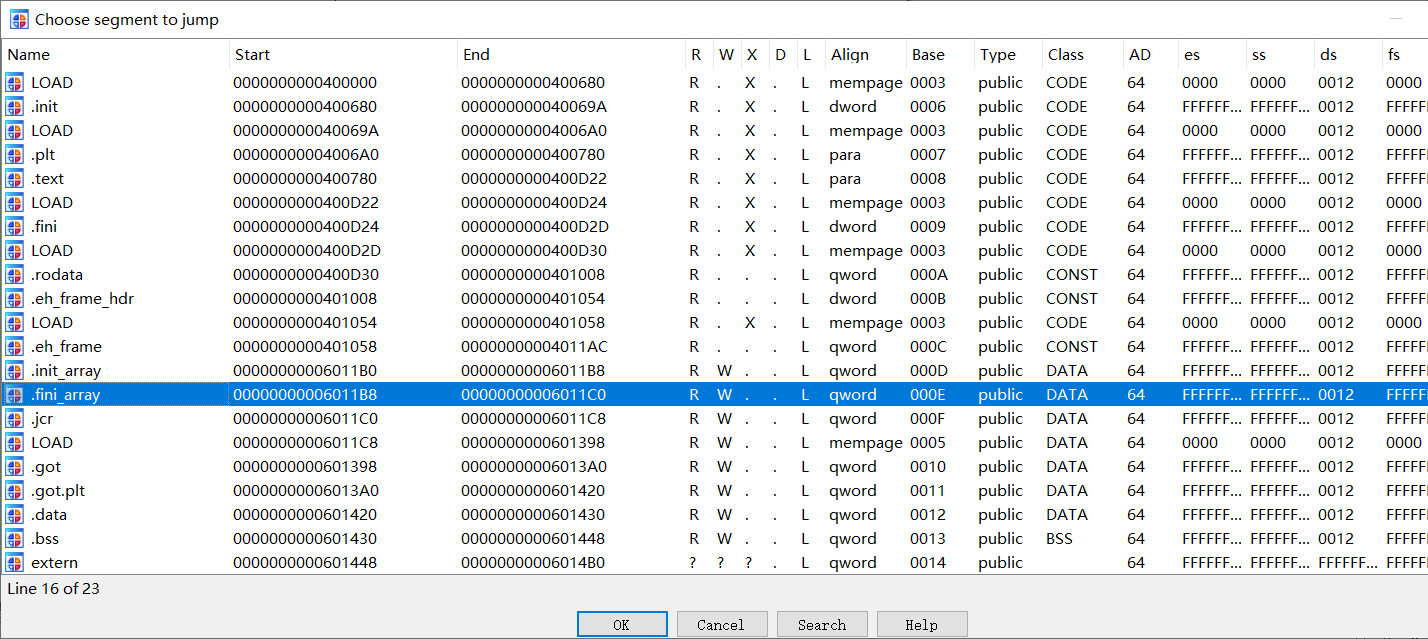 Choose segment to jump
Name Start End R W X D L Align Base Type Class AD es ss ds fs
LOAD 0000000000400000 0000000000400680 R . X . L mempage 0003 public CODE 64 0000 0000 0012 0000
.init 0000000000400680 000000000040069A R . X . L dword 0006 public CODE 64 FFFFFF... FFFFFF... 0012 FFFFF
LOAD 000000000040069A 00000000004006A0 R . X . L mempage 0003 public CODE 64 0000 0000 0012 0000
.plt 00000000004006A0 0000000000400780 R . X . L para 0007 public CODE 64 FFFFFF... FFFFFF... 0012 FFFFF
.text 0000000000400780 0000000000400D22 R . X . L para 0008 public CODE 64 FFFFFF... FFFFFF... 0012 FFFFF
LOAD 0000000000400D22 0000000000400D24 R . X . L mempage 0003 public CODE 64 0000 0000 0012 0000
.fini 0000000000400D24 0000000000400D2D R . X . L dword 0009 public CODE 64 FFFFFF... FFFFFF... 0012 FFFFF
LOAD 0000000000400D2D 0000000000400D30 R . X . L mempage 0003 public CODE 64 0000 0000 0012 0000
.rodata 0000000000400D30 0000000000401008 R . . . L qword 000A public CONST 64 FFFFFF... FFFFFF... 0012 FFFFF
.eh_frame_hdr 0000000000401008 0000000000401054 R . . . L dword 000B public CONST 64 FFFFFF... FFFFFF... 0012 FFFFF
LOAD 0000000000401054 0000000000401058 R . X . L mempage 0003 public CODE 64 0000 0000 0012 0000
.eh_frame 0000000000401058 00000000004011AC R . . . L qword 000C public CONST 64 FFFFFF... FFFFFF... 0012 FFFFF
.init_array 00000000006011B0 00000000006011B8 R W . . L qword 000D public DATA 64 FFFFFF... FFFFFF... 0012 FFFFF
.fini_array 00000000006011B8 00000000006011C0 R W . . L qword 000E public DATA 64 FFFFFF... FFFFFF... 0012 FFFFF
.jcr 00000000006011C0 00000000006011C8 R W . . L qword 000F public DATA 64 FFFFFF... FFFFFF... 0012 FFFFF
LOAD 00000000006011C8 0000000000601398 R W . . L mempage 0005 public DATA 64 0000 0000 0012 0000
.got 0000000000601398 00000000006013A0 R W . . L qword 0010 public DATA 64 FFFFFF... FFFFFF... 0012 FFFFF
.got.plt 00000000006013A0 0000000000601420 R W . . L qword 0011 public DATA 64 FFFFFF... FFFFFF... 0012 FFFFF
.data 0000000000601420 0000000000601430 R W . . L qword 0012 public DATA 64 FFFFFF... FFFFFF... 0012 FFFFF
.bss 0000000000601430 0000000000601448 R W . . L qword 0013 public BSS 64 FFFFFF... FFFFFF... 0012 FFFFF
extern 0000000000601448 00000000006014B0 ? ? ? . L qword 0014 public 64 FFFFFF... FFFFFF... FFFFFF... FFFFF
Line 16 of 23
OK Cancel Search Help